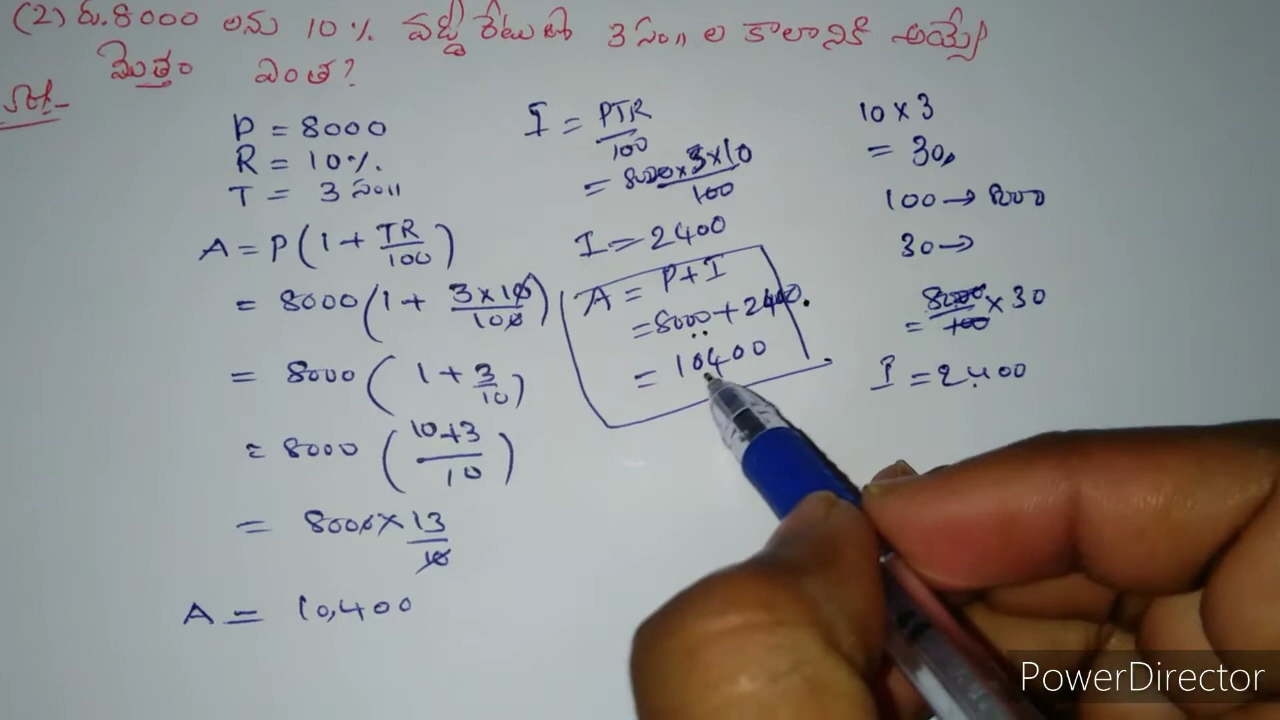 (2) రు.8000 లను 10% వడ్డీ రేటుతో 3 సం॥ ల కాలానికి అయ్యే
మొత్తం ఎంత?
Sol:-
P = 8000
R = 10%
T = 3 సం॥
A = P(1 + TR/100)
= 8000(1 + 3×10/100)
= 8000(1 + 3/10)
= 8000(10+3/10)
= 8000×13/10
A = 10,400
I = PTR/100
= 8000×3×10/100
I = 2400
A = P+I
= 8000+2400
= 10400
10 × 3
= 30
100 → 8000
30 →
= 8000/100 × 30
I = 2400
PowerDirector